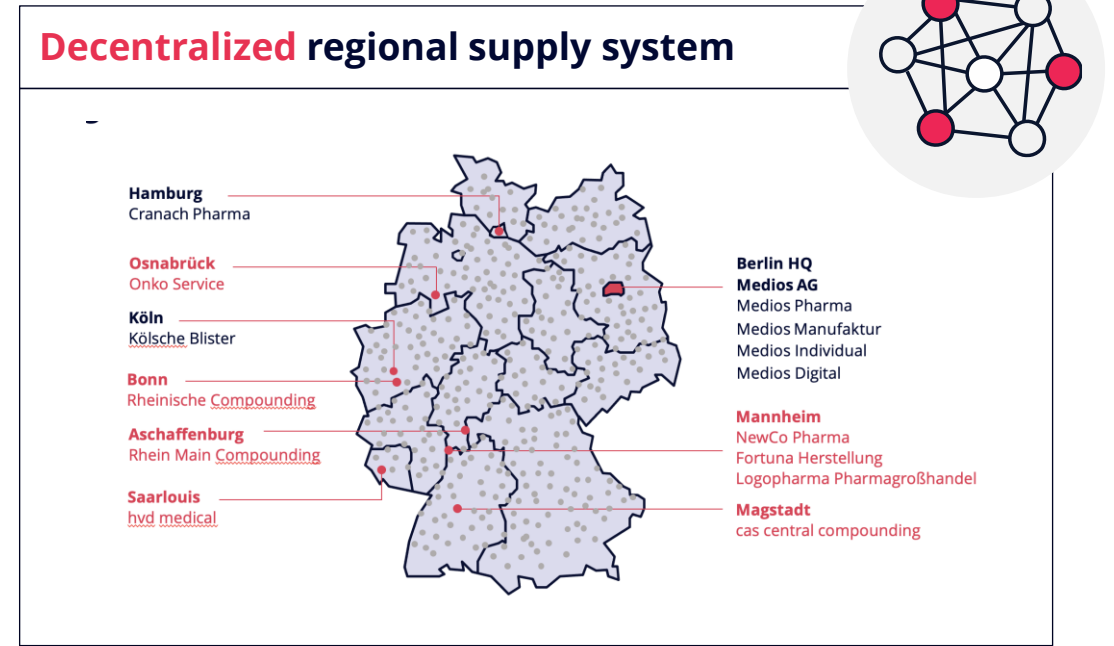 Decentralized regional supply system
Hamburg
Cranach Pharma
Osnabrück
Onko Service
Köln
Kölsche Blister
Bonn
Rheinische Compounding
Aschaffenburg
Rhein Main Compounding
Saarlouis
hvd medical
Berlin HQ
Medios AG
Medios Pharma
Medios Manufaktur
Medios Individual
Medios Digital
Mannheim
NewCo Pharma
Fortuna Herstellung
Logopharma Pharmagroßhandel
Magstadt
cas central compounding